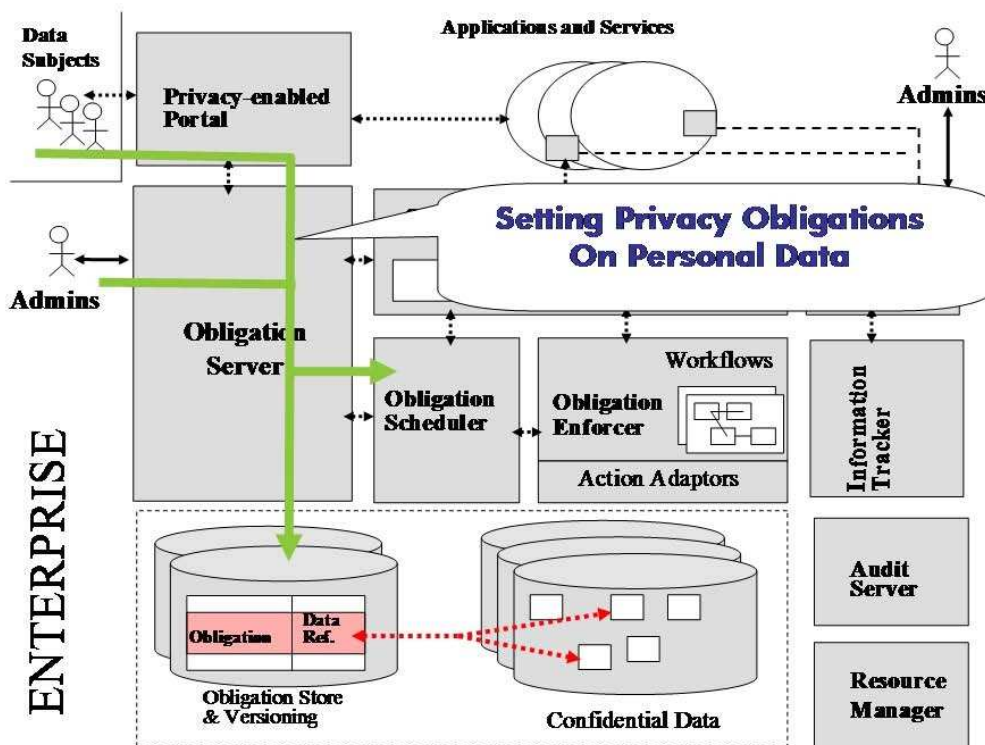 Data
Subjects
Applications and Services
Privacy-enabled
Portal
Admins
Setting Privacy Obligations
On Personal Data
Admins
Obligation
Server
Obligation
Scheduler
Workflows
Obligation
Enforcer
Action Adaptors
Information
Tracker
ENTERPRISE
Obligation
Data
Ref.
Obligation Store
& Versioning
Confidential Data
Audit
Server
Resource
Manager